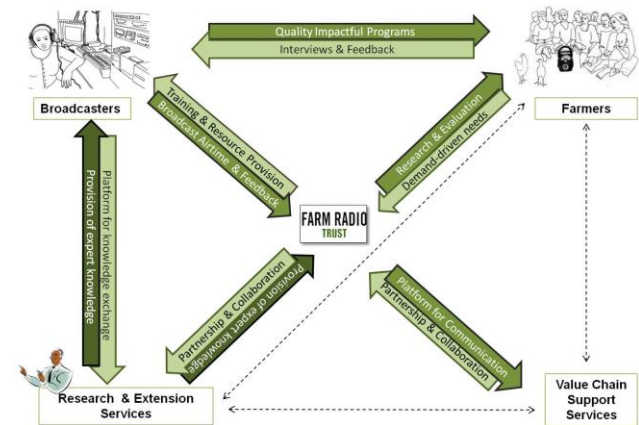 Quality Impactful Programs
Interviews & Feedback
Broadcasters
Farmers
Training & Resource Provision
Broadcast Airtime & Feedback
Research & Evaluation
Demand-driven needs
Platform for knowledge exchange
Provision of expert knowledge
FARM RADIO
TRUST
Partnership & Collaboration
Provision of expert knowledge
Platform for Communication
Partnership & Collaboration
Research & Extension
Services
Value Chain
Support
Services